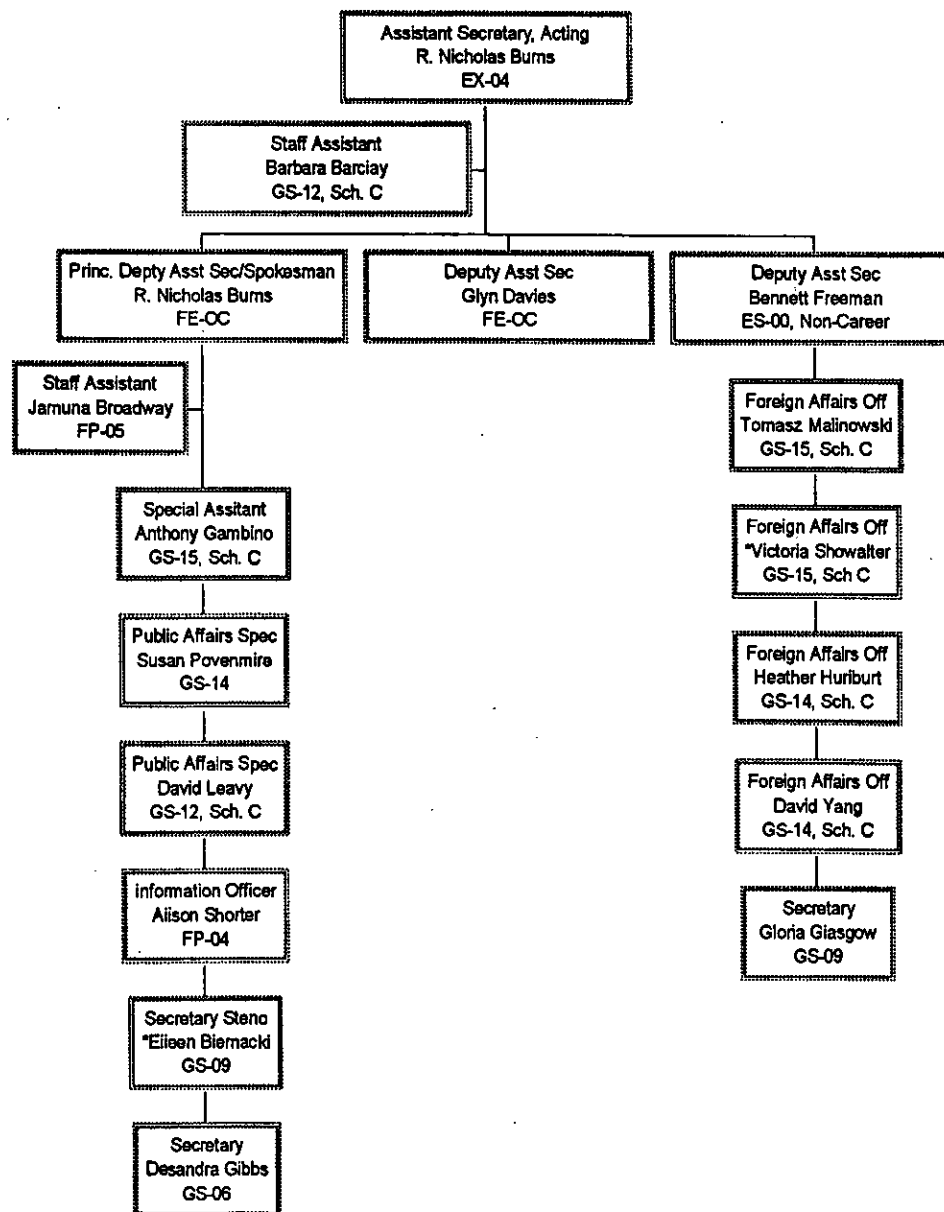 Assistant Secretary, Acting
R. Nicholas Burns
EX-04
Staff Assistant
Barbara Barclay
GS-12, Sch. C
Princ. Depty Asst Sec/Spokesman
R. Nicholas Burns
FE-OC
Deputy Asst Sec
Glyn Davies
FE-OC
Deputy Asst Sec
Bennett Freeman
ES-00, Non-Career
Staff Assistant
Jamuna Broadway
FP-05
Special Assitant
Anthony Gambino
GS-15, Sch. C
Public Affairs Spec
Susan Povenmire
GS-14
Public Affairs Spec
David Leavy
GS-12, Sch. C
Information Officer
Alison Shorter
FP-04
Secretary Steno
*Eileen Biernacki
GS-09
Secretary
Desandra Gibbs
GS-06
Foreign Affairs Off
Tomasz Malinowski
GS-15, Sch. C
Foreign Affairs Off
*Victoria Showalter
GS-15, Sch C
Foreign Affairs Off
Heather Hurlburt
GS-14, Sch. C
Foreign Affairs Off
David Yang
GS-14, Sch. C
Secretary
Gloria Glasgow
GS-09